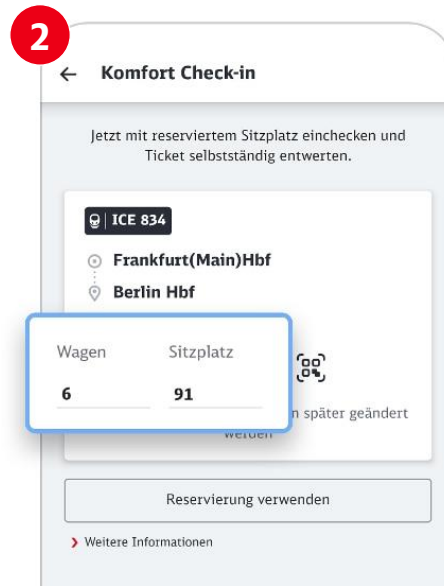 2
← Komfort Check-in
Jetzt mit reserviertem Sitzplatz einchecken und
Ticket selbstständig entwerten.
ICE 834
Frankfurt(Main)Hbf
Berlin Hbf
Wagen Sitzplatz
6 91
später geändert
werden
Reservierung verwenden
Weitere Informationen